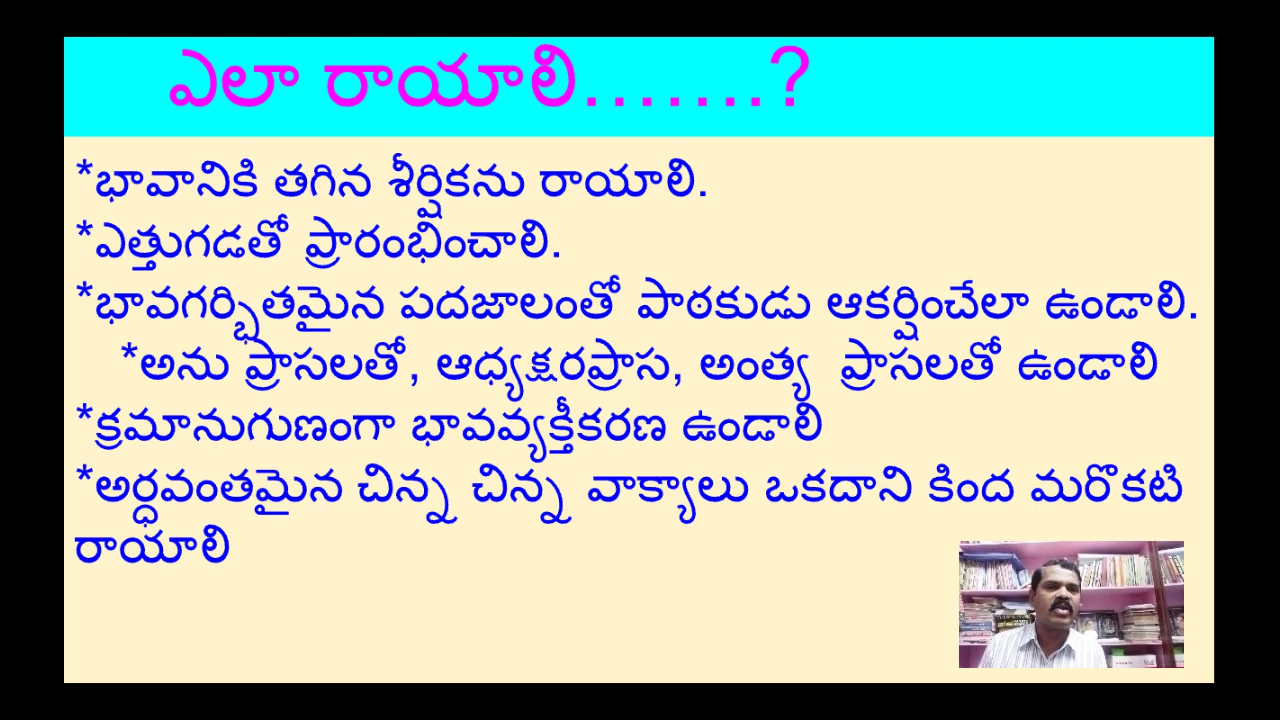 ఎలా రాయాలి.......?
*భావానికి తగిన శీర్షికను రాయాలి.
*ఎత్తుగడతో ప్రారంభించాలి.
*భావగర్భితమైన పదజాలంతో పాఠకుడు ఆకర్షించేలా ఉండాలి.
*అను ప్రాసలతో, ఆధ్యక్షరప్రాస, అంత్య ప్రాసలతో ఉండాలి
*క్రమానుగుణంగా భావవ్యక్తీకరణ ఉండాలి
*అర్ధవంతమైన చిన్న చిన్న వాక్యాలు ఒకదాని కింద మరొకటి
రాయాలి